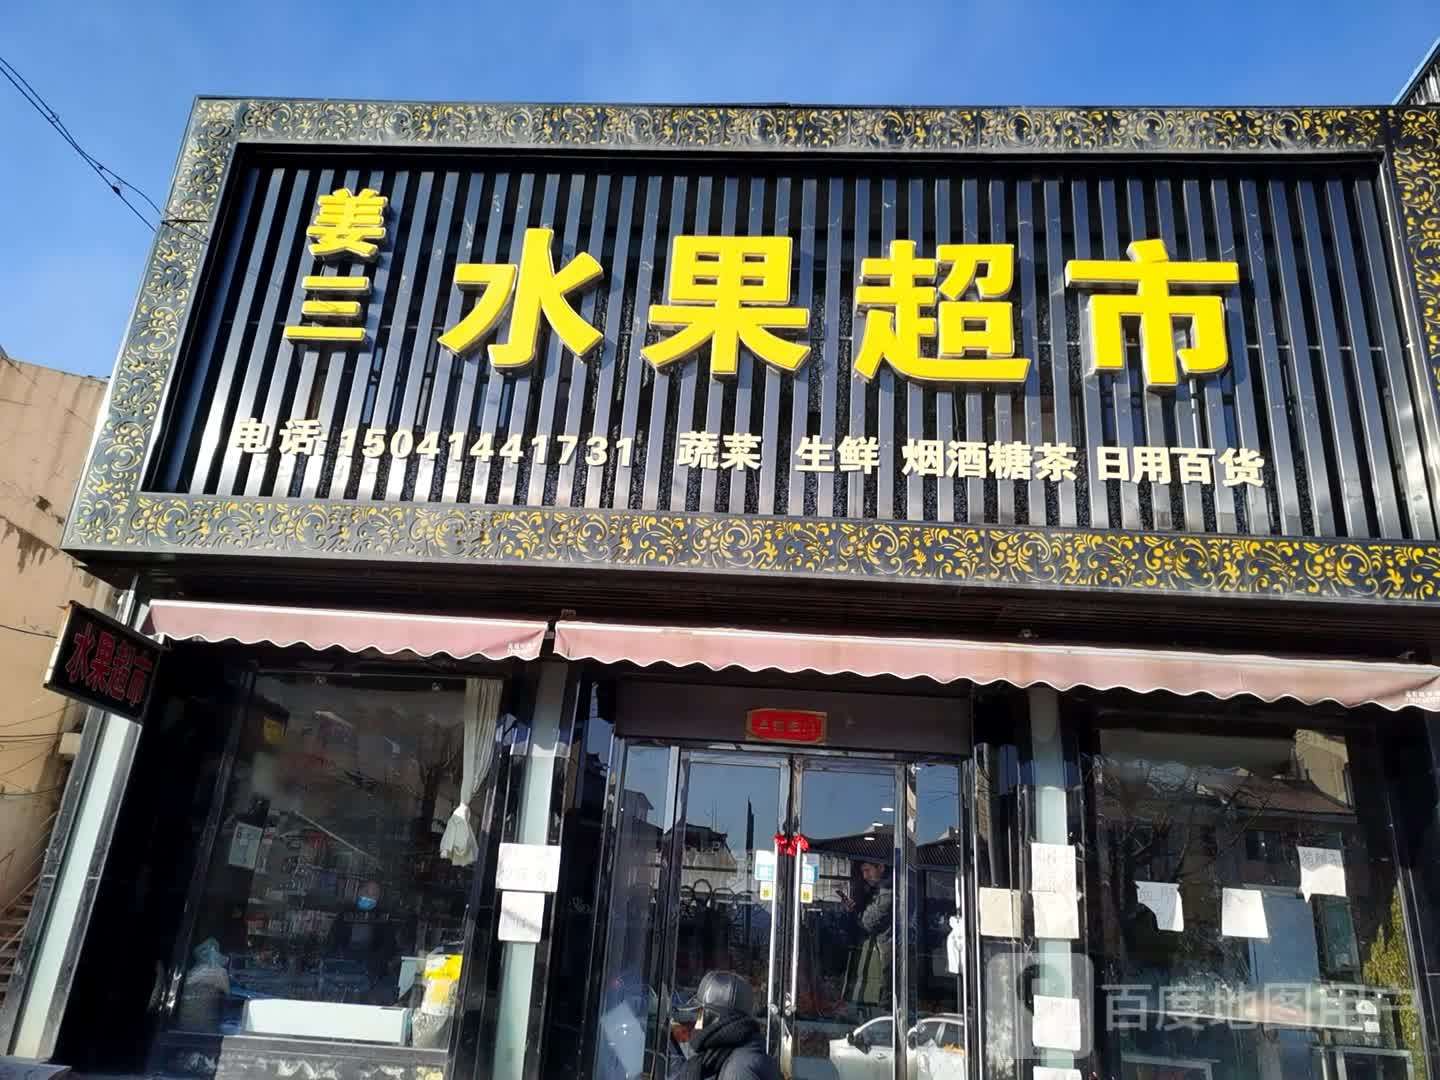 姜三
水果超市
电话:15041441731 蔬菜 生鲜 烟酒糖茶 日用百货
水果超市
百度地图用户